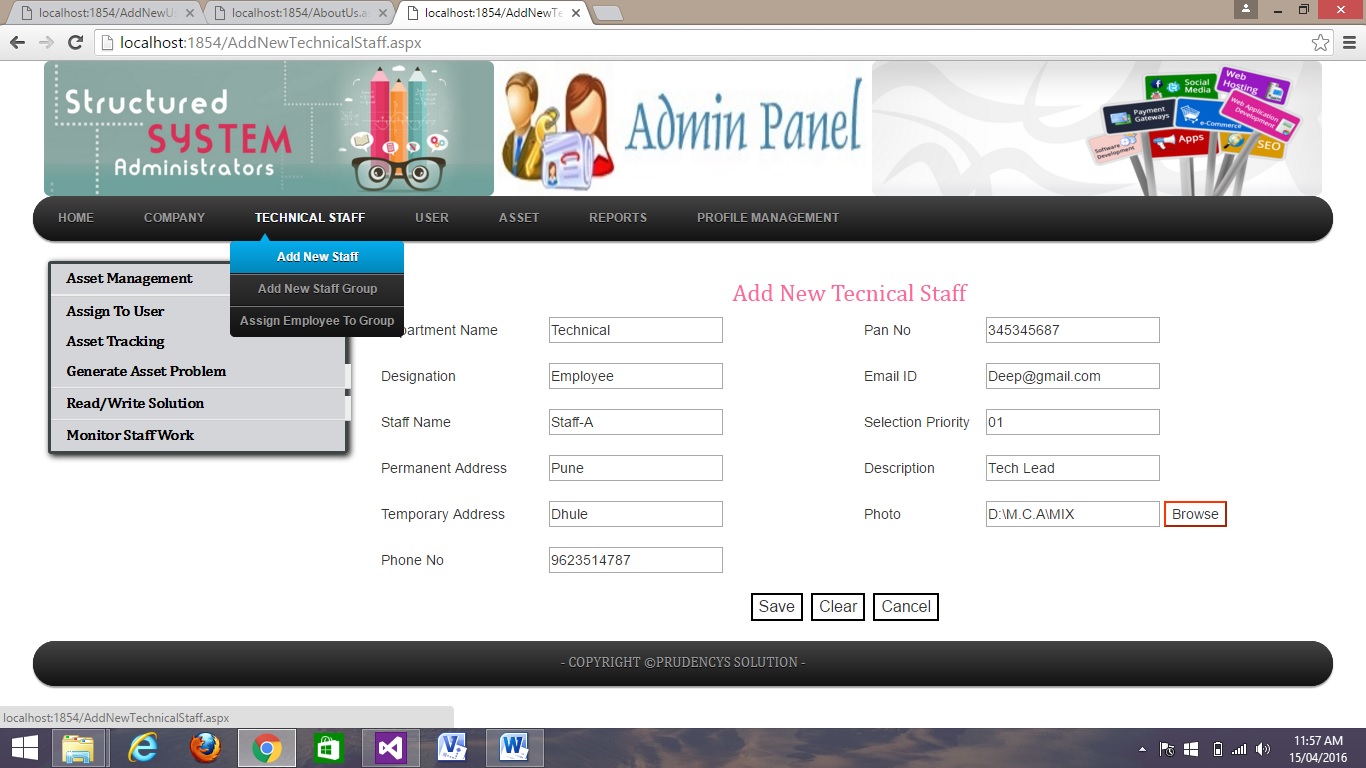 localhost:1854/AddNewU
localhost:1854/AboutUs.a
localhost:1854/AddNewTe
localhost:1854/AddNewTechnicalStaff.aspx
Structured
SYSTEM
Administrators
Admin Panel
Social Media
Web Hosting
Payment Gateways
e-Commerce
Web Application Development
Software Development
Apps
SEO
HOME COMPANY TECHNICAL STAFF USER ASSET REPORTS PROFILE MANAGEMENT
Add New Staff
Add New Staff Group
Assign Employee To Group
Asset Management
Assign To User
Asset Tracking
Generate Asset Problem
Read/Write Solution
Monitor Staff Work
Add New Tecnical Staff
partment Name Technical Pan No 345345687
Designation Employee Email ID Deep@gmail.com
Staff Name Staff-A Selection Priority 01
Permanent Address Pune Description Tech Lead
Temporary Address Dhule Photo D:\M.C.A\MIX Browse
Phone No 9623514787
Save Clear Cancel
- COPYRIGHT ©PRUDENCYS SOLUTION -
localhost:1854/AddNewTechnicalStaff.aspx
11:57 AM
15/04/2016